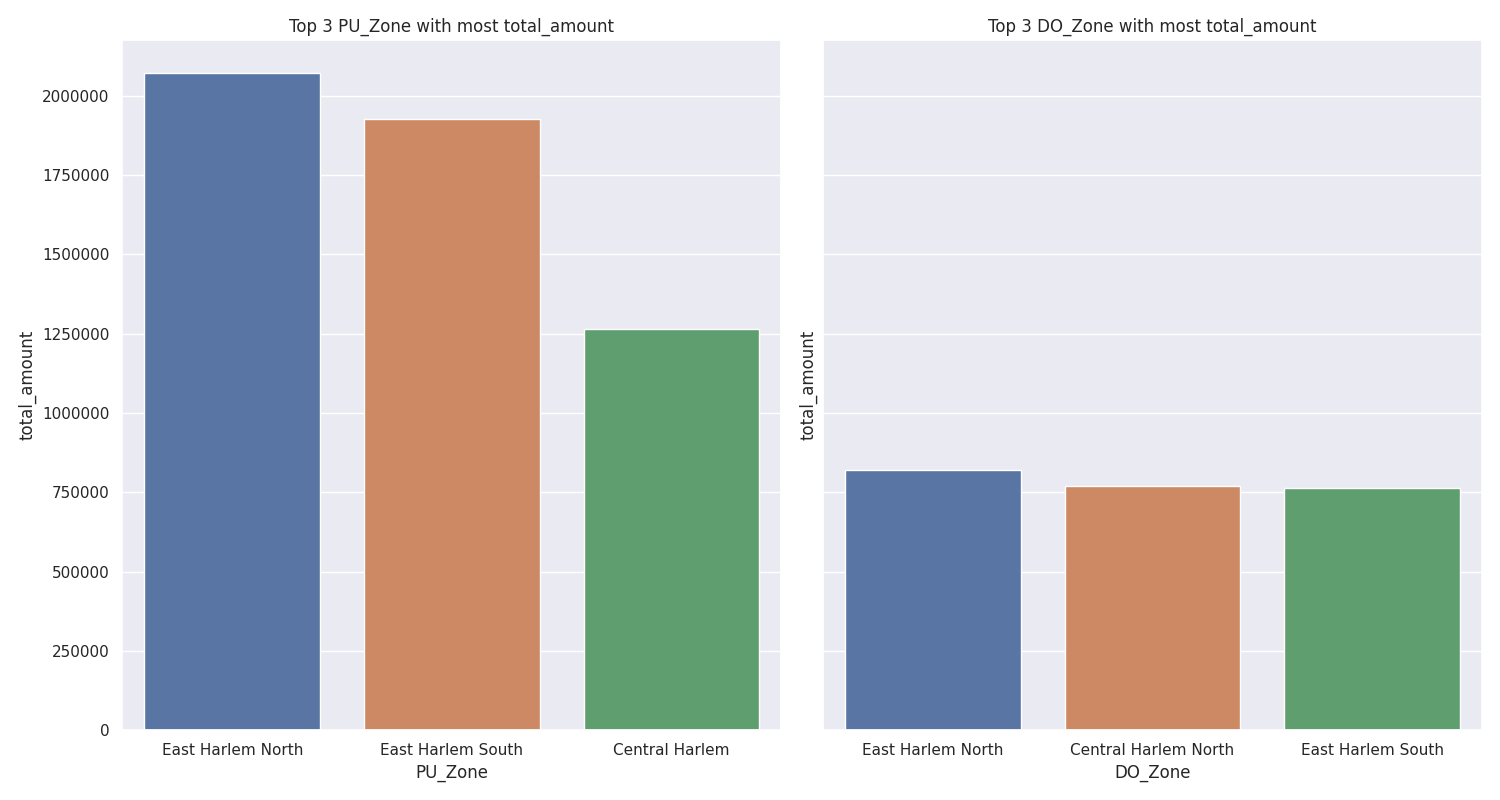 Top 3 PU_Zone with most total_amount
Top 3 DO_Zone with most total_amount
total_amount
2000000
1750000
1500000
1250000
1000000
750000
500000
250000
0
East Harlem North
East Harlem South
Central Harlem
PU_Zone
total_amount
East Harlem North
Central Harlem North
East Harlem South
DO_Zone